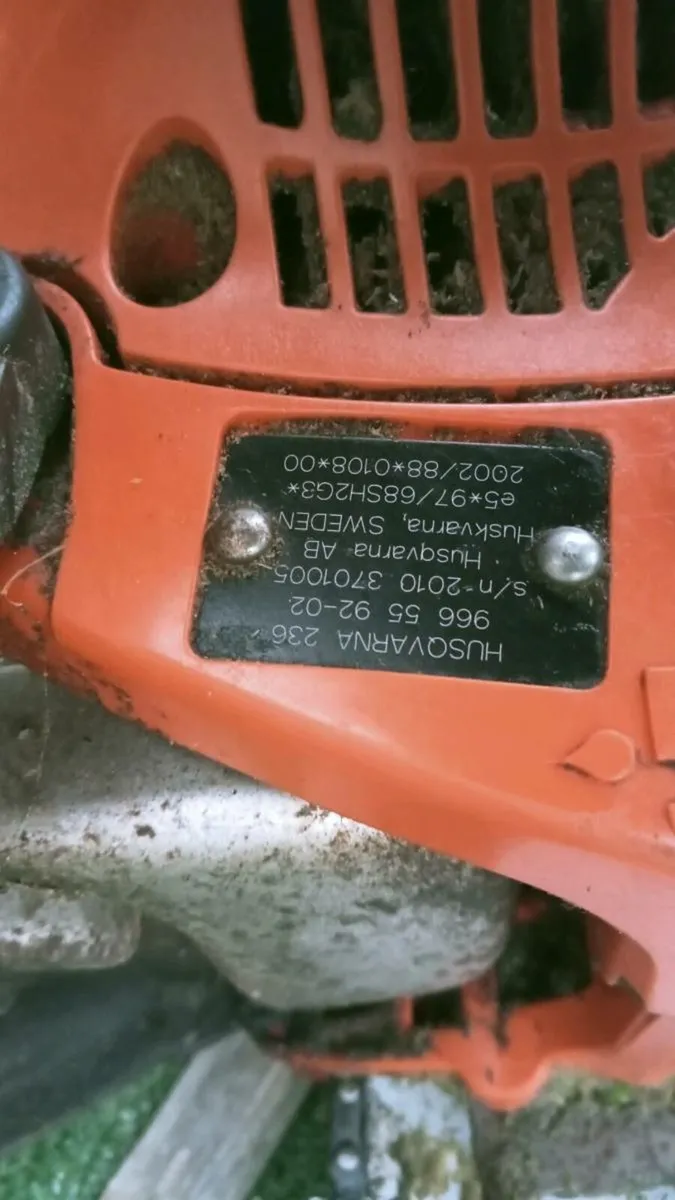 HUSQVARNA 236
966 55 92-02
s/n-2010 3701005
Husqvarna AB
Huskvarna, SWEDEN
e5*97/68SH2G3*
2002/88*0108*00